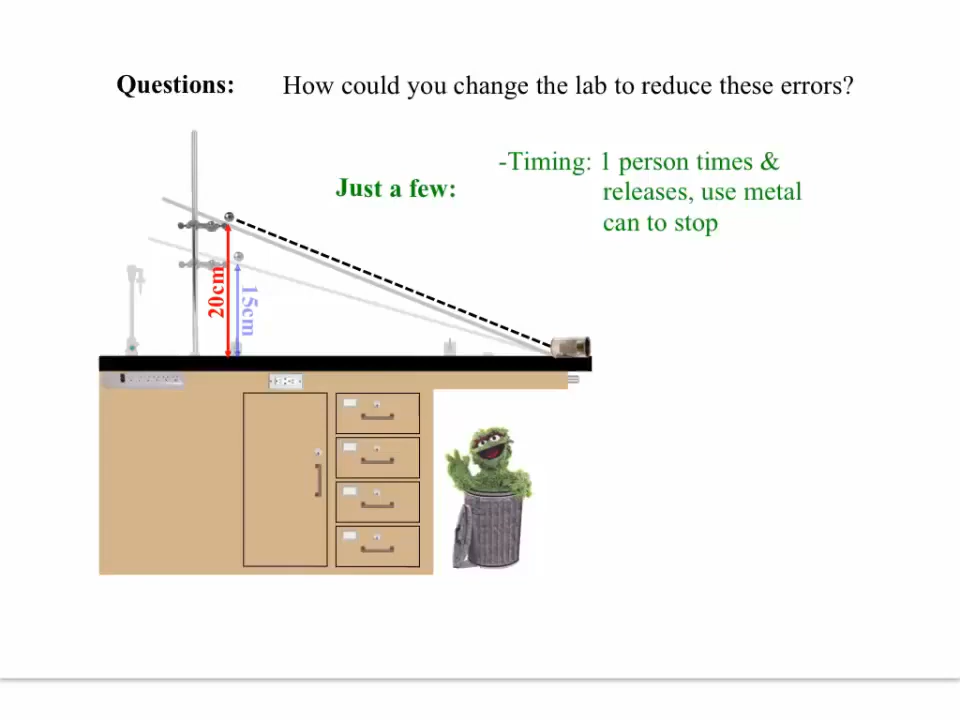 Questions: How could you change the lab to reduce these errors?
Just a few:
-Timing: 1 person times &
releases, use metal
can to stop
20cm
15cm